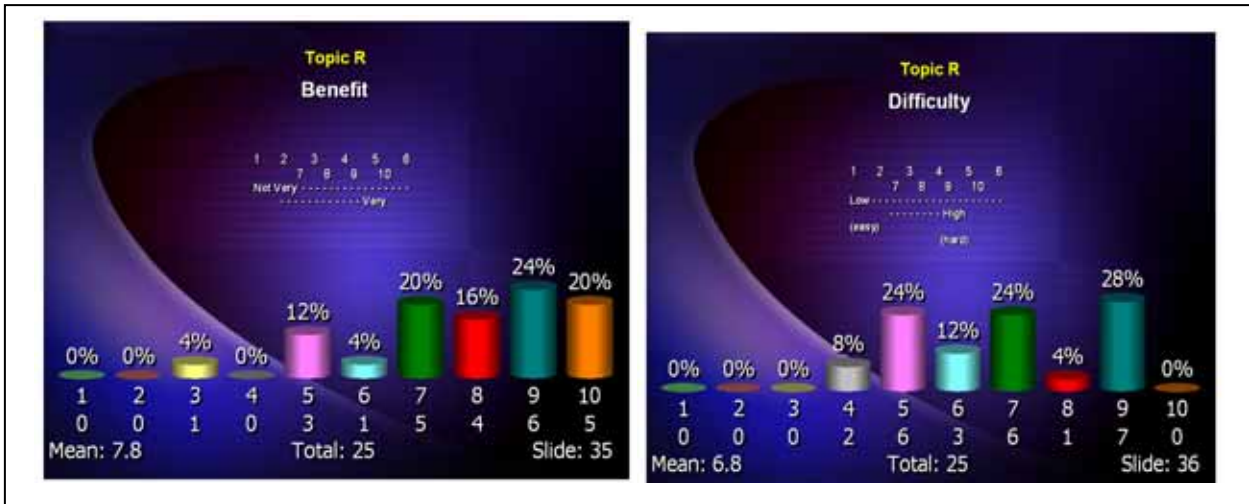 Topic R
Benefit
1 2 3 4 5 6
7 8 9 10
Not Very - - - - - - - - - - - - - - -
- - - - - - - - - - - - Very - - - -
0% 0% 4% 0% 12% 4% 20% 16% 24% 20%
1 2 3 4 5 6 7 8 9 10
0 0 1 0 3 1 5 4 6 5
Mean: 7.8 Total: 25 Slide: 35
Topic R
Difficulty
1 2 3 4 5 6
7 8 9 10
Low - - - - - - - - - - - - - - - - - -
- - - - - - - - High
(easy)
(hard)
0% 0% 0% 8% 24% 12% 24% 4% 28% 0%
1 2 3 4 5 6 7 8 9 10
0 0 0 2 6 3 6 1 7 0
Mean: 6.8 Total: 25 Slide: 36